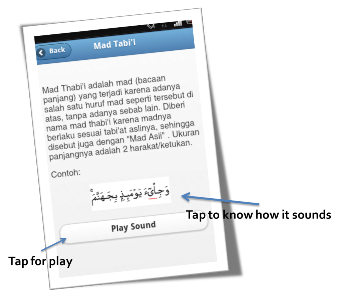 Back
Mad Tabi'i
Mad Thabi'i adalah mad (bacaan
panjang) yang terjadi karena adanya
salah satu huruf mad seperti tersebut di
atas, tanpa adanya sebab lain. Diberi
nama mad thabi'i karena madnya
berlaku sesuai tabi'at aslinya, sehingga
disebut juga dengan "Mad Asli" . Ukuran
panjangnya adalah 2 harakat/ketukan.
Contoh:
وَجِاْىٓءَ يَوْمَئِذٍۭ بِجَهَنَّمَ ۚ
Tap to know how it sounds
Play Sound
Tap for play